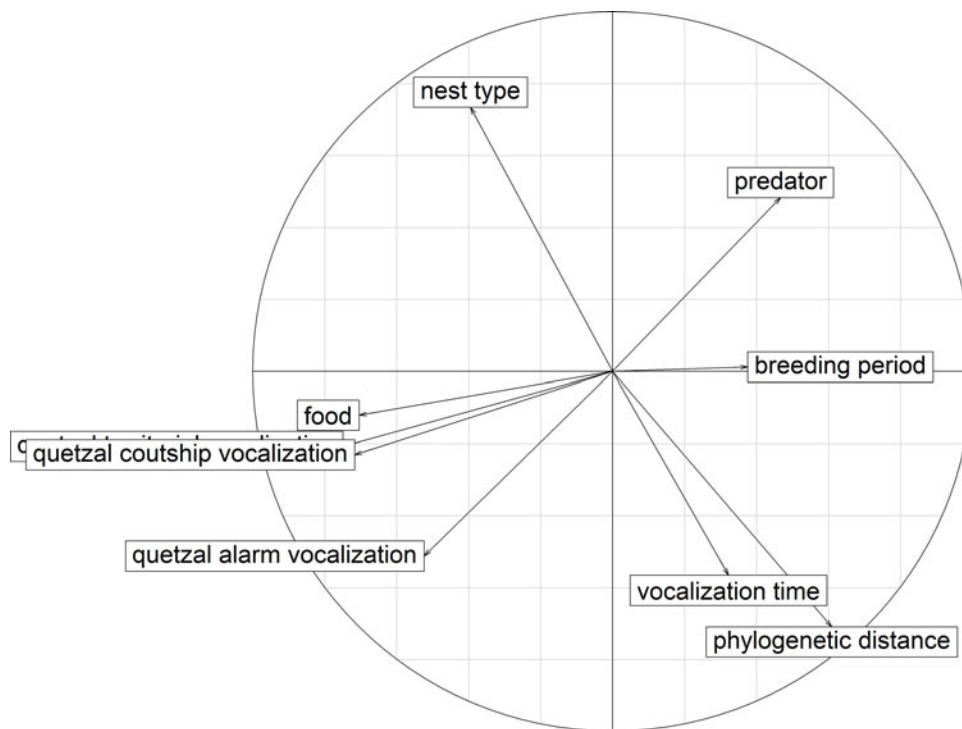 nest type
predator
breeding period
food
quetzal coutship vocalization
quetzal alarm vocalization
vocalization time
phylogenetic distance